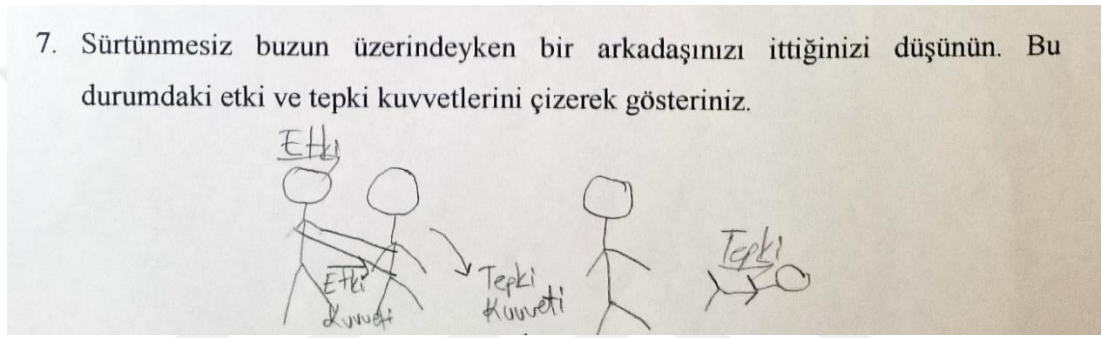 7. Sürtünmesiz buzun üzerindeyken bir arkadaşınızı ittiğinizi düşünün. Bu
durumdaki etki ve tepki kuvvetlerini çizerek gösteriniz.
Etki
Etki
Kuvveti
Tepki
Kuvveti
Tepki